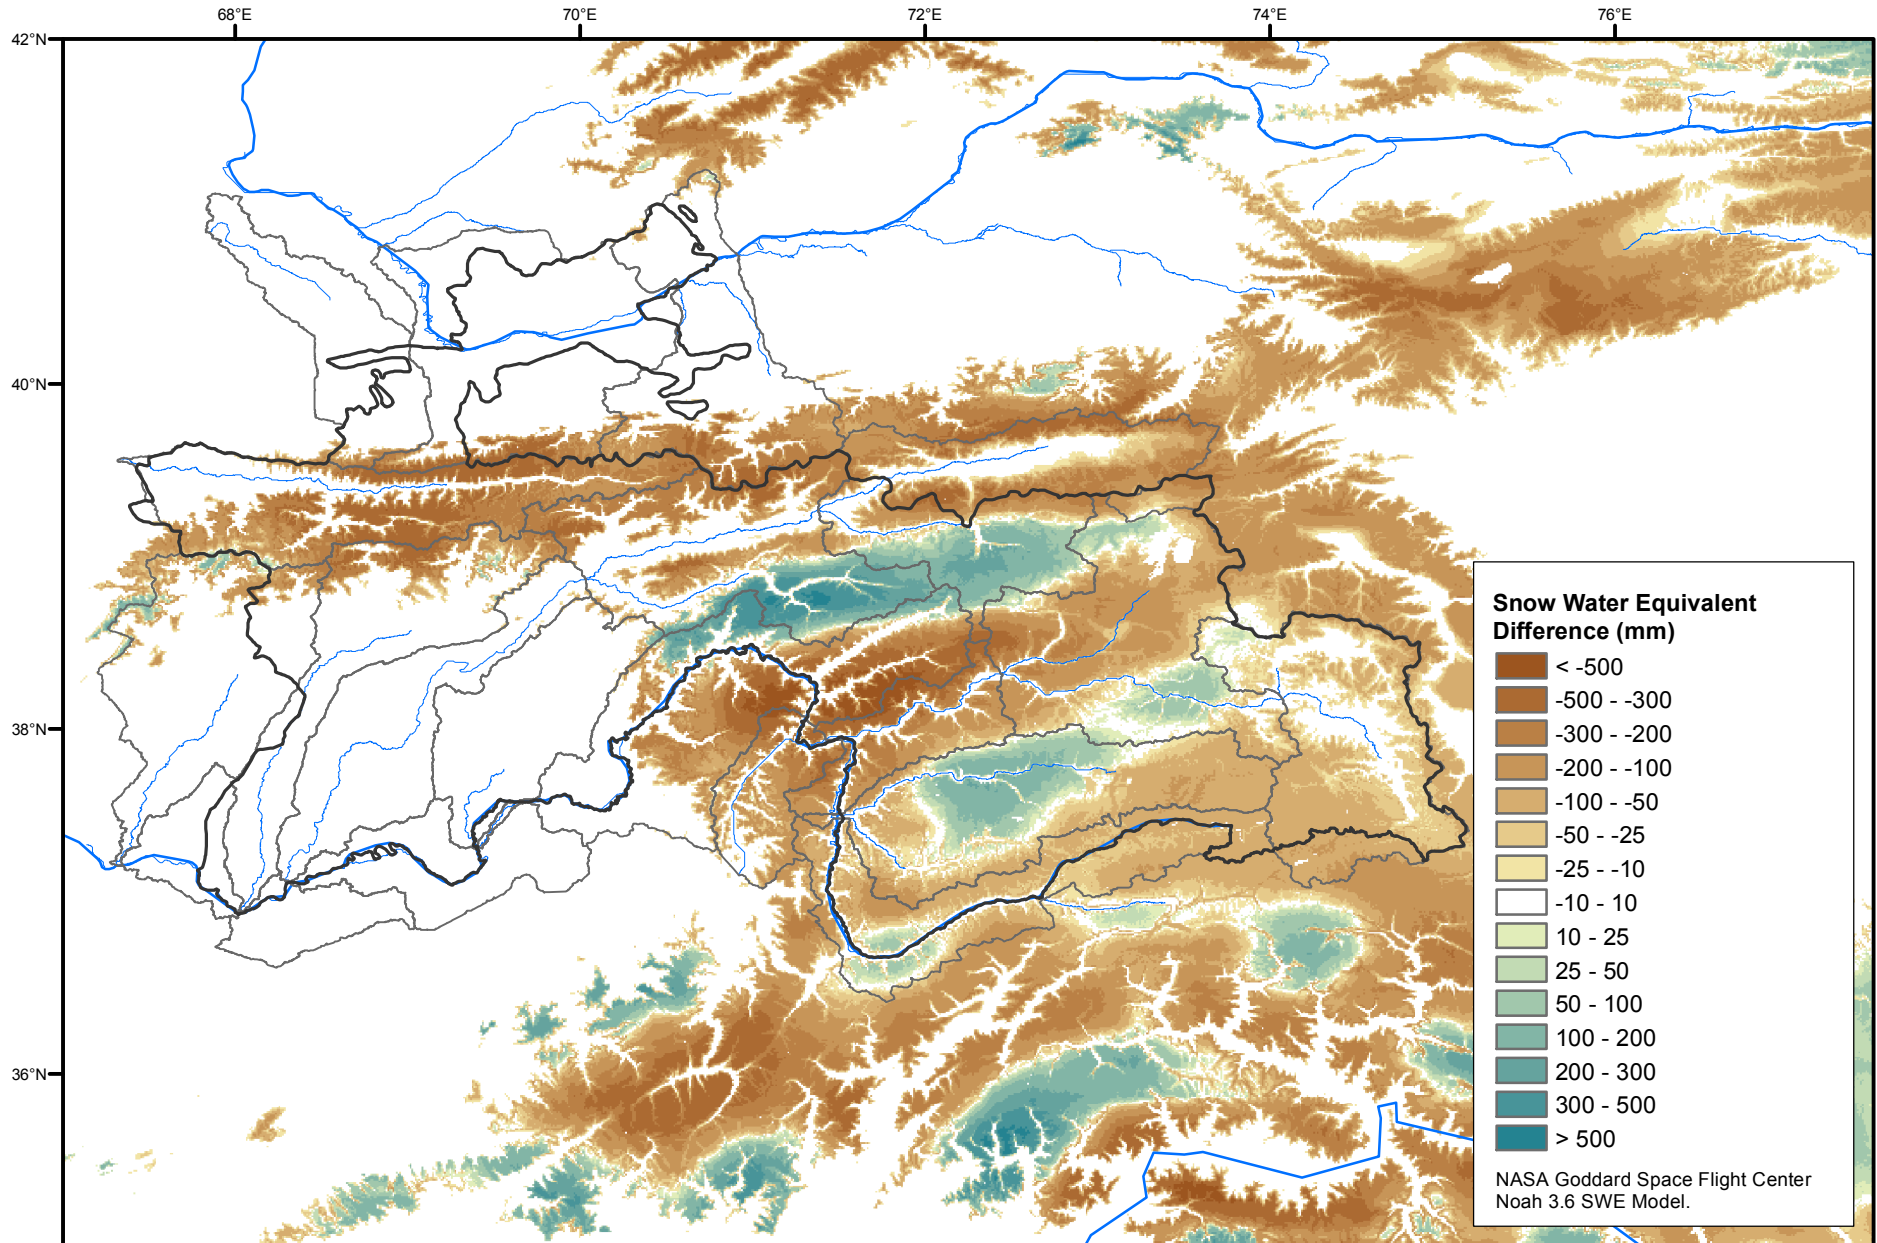 68°E
70°E
72°E
74°E
76°E
42°N
40°N
38°N
36°N
Snow Water Equivalent
Difference (mm)
< -500
-500 - -300
-300 - -200
-200 - -100
-100 - -50
-50 - -25
-25 - -10
-10 - 10
10 - 25
25 - 50
50 - 100
100 - 200
200 - 300
300 - 500
> 500
NASA Goddard Space Flight Center
Noah 3.6 SWE Model.